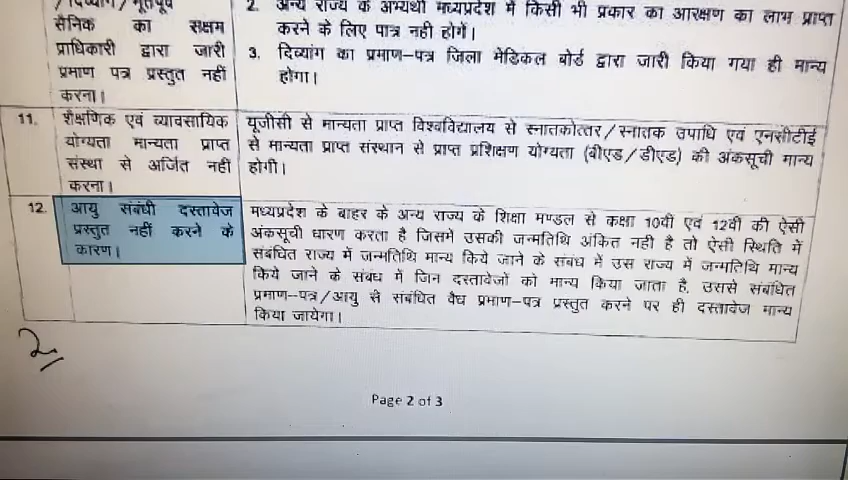 / दिव्यांग / भूतपूर्व
सैनिक का सक्षम
प्राधिकारी द्वारा जारी
प्रमाण पत्र प्रस्तुत नहीं
करना।
2. अन्य राज्य के अभ्यर्थी मध्यप्रदेश में किसी भी प्रकार का आरक्षण का लाभ प्राप्त
करने के लिए पात्र नही होगें।
3. दिव्यांग का प्रमाण-पत्र जिला मेडिकल बोर्ड द्वारा जारी किया गया ही मान्य
होगा।
11. शैक्षणिक एवं व्यावसायिक
योग्यता मान्यता प्राप्त
संस्था से अर्जित नहीं
करना।
यूजीसी से मान्यता प्राप्त विश्वविद्यालय से स्नातकोत्तर/स्नातक उपाधि एवं एनसीटीई
से मान्यता प्राप्त संस्थान से प्राप्त प्रशिक्षण योग्यता (बीएड/डीएड) की अंकसूची मान्य
होगी।
12. आयु संबंधी दस्तावेज
प्रस्तुत नहीं करने के
कारण।
मध्यप्रदेश के बाहर के अन्य राज्य के शिक्षा मण्डल से कक्षा 10वीं एवं 12वीं की ऐसी
अंकसूची धारण करता है जिसमें उसकी जन्मतिथि अंकित नही है तो ऐसी स्थिति में
संबंधित राज्य में जन्मतिथि मान्य किये जाने के संबंध में उस राज्य में जन्मतिथि मान्य
किये जाने के संबंध में जिन दस्तावेजों को मान्य किया जाता है, उससे संबंधित
प्रमाण-पत्र/आयु से संबंधित वैध प्रमाण-पत्र प्रस्तुत करने पर ही दस्तावेज मान्य
किया जायेगा।
Page 2 of 3